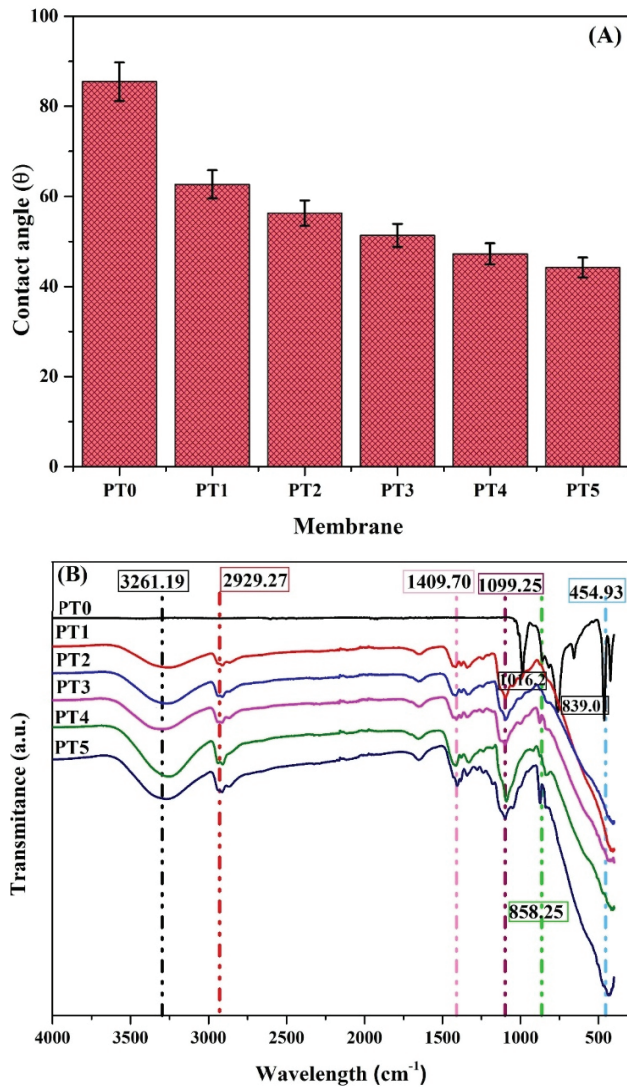 (A)
100
80
60
40
20
0
Contact angle (θ)
PT0 PT1 PT2 PT3 PT4 PT5
Membrane
(B)
3261.19 2929.27 1409.70 1099.25 454.93
PT0
PT1
PT2
PT3
PT4
PT5
1016.2
839.0
858.25
Transmitance (a.u.)
4000 3500 3000 2500 2000 1500 1000 500
Wavelength (cm⁻¹)